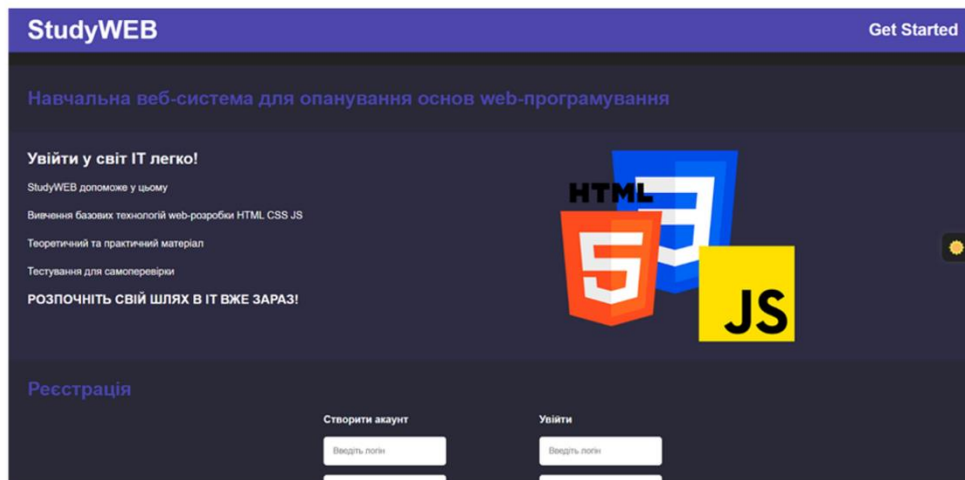 StudyWEB
Get Started
Навчальна веб-система для опанування основ web-програмування
Увійти у світ IT легко!
StudyWEB допоможе у цьому
Вивчення базових технологій web-розробки HTML CSS JS
Теоретичний та практичний матеріал
Тестування для самоперевірки
РОЗПОЧНІТЬ СВІЙ ШЛЯХ В IT ВЖЕ ЗАРАЗ!
HTML
5
3
JS
Реєстрація
Створити акаунт
Увійти
Введіть логін
Введіть логін